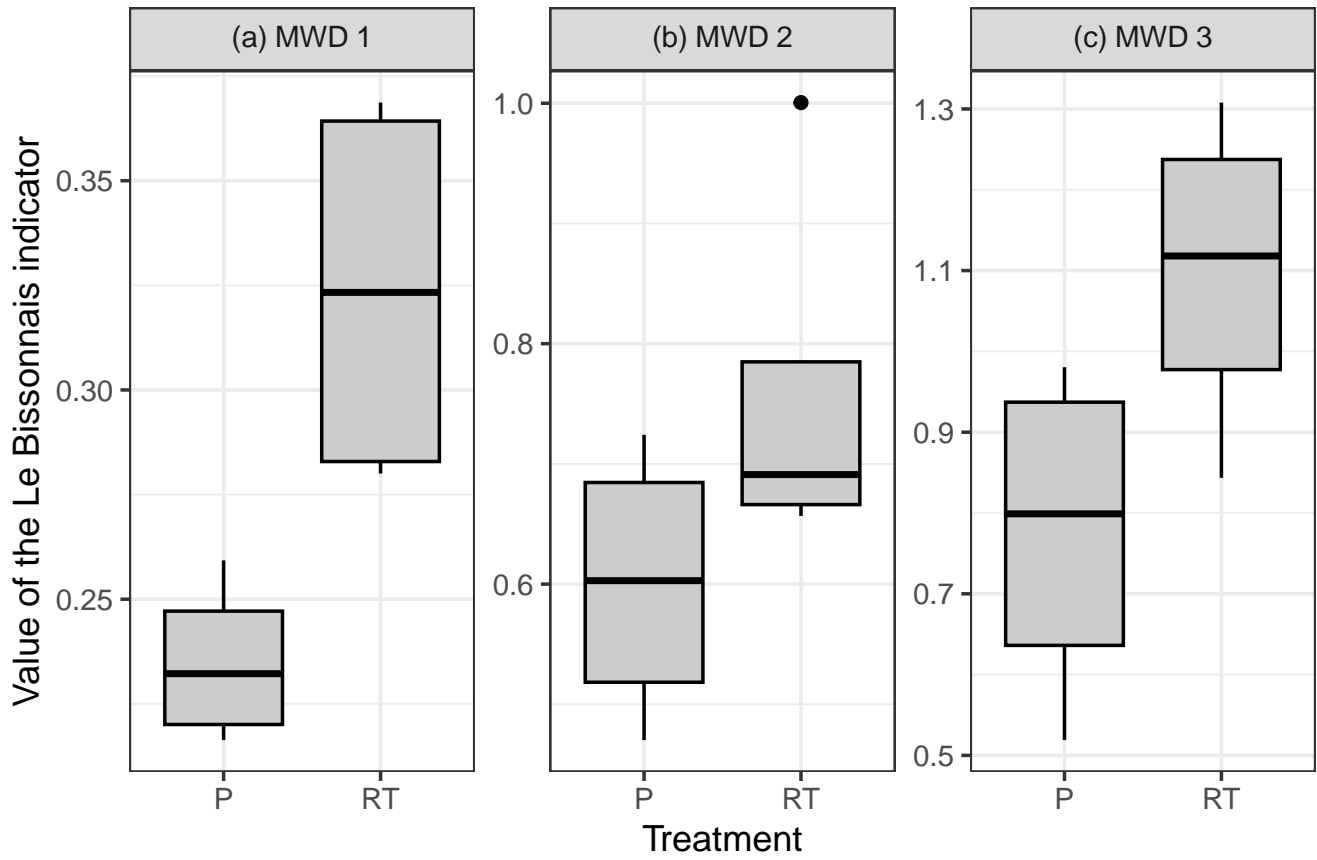 (a) MWD 1
(b) MWD 2
(c) MWD 3
Value of the Le Bissonnais indicator
0.35
0.30
0.25
1.0
0.8
0.6
1.3
1.1
0.9
0.7
0.5
P
RT
P
RT
P
RT
Treatment